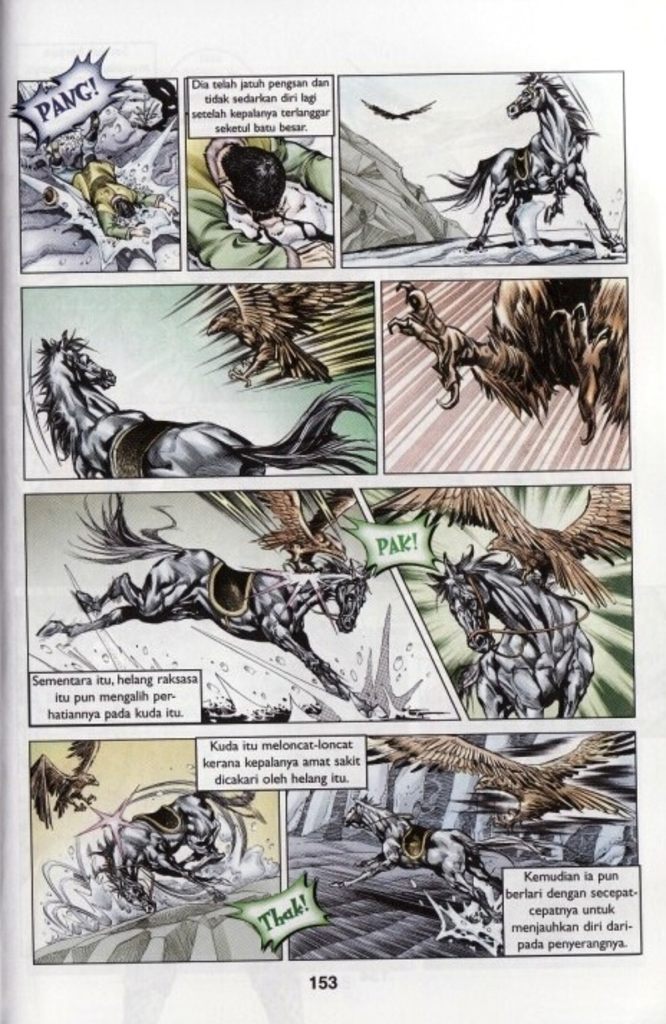 PANG!
Dia telah jatuh pengsan dan
tidak sedarkan diri lagi
setelah kepalanya terlanggar
seketul batu besar.
Sementara itu, helang raksasa
itu pun mengalih per-
hatiannya pada kuda itu.
PAK!
Kuda itu meloncat-loncat
kerana kepalanya amat sakit
dicakari oleh helang itu.
Thak!
Kemudian ia pun
berlari dengan secepat-
cepatnya untuk
menjauhkan diri dari-
pada penyerangnya.
153